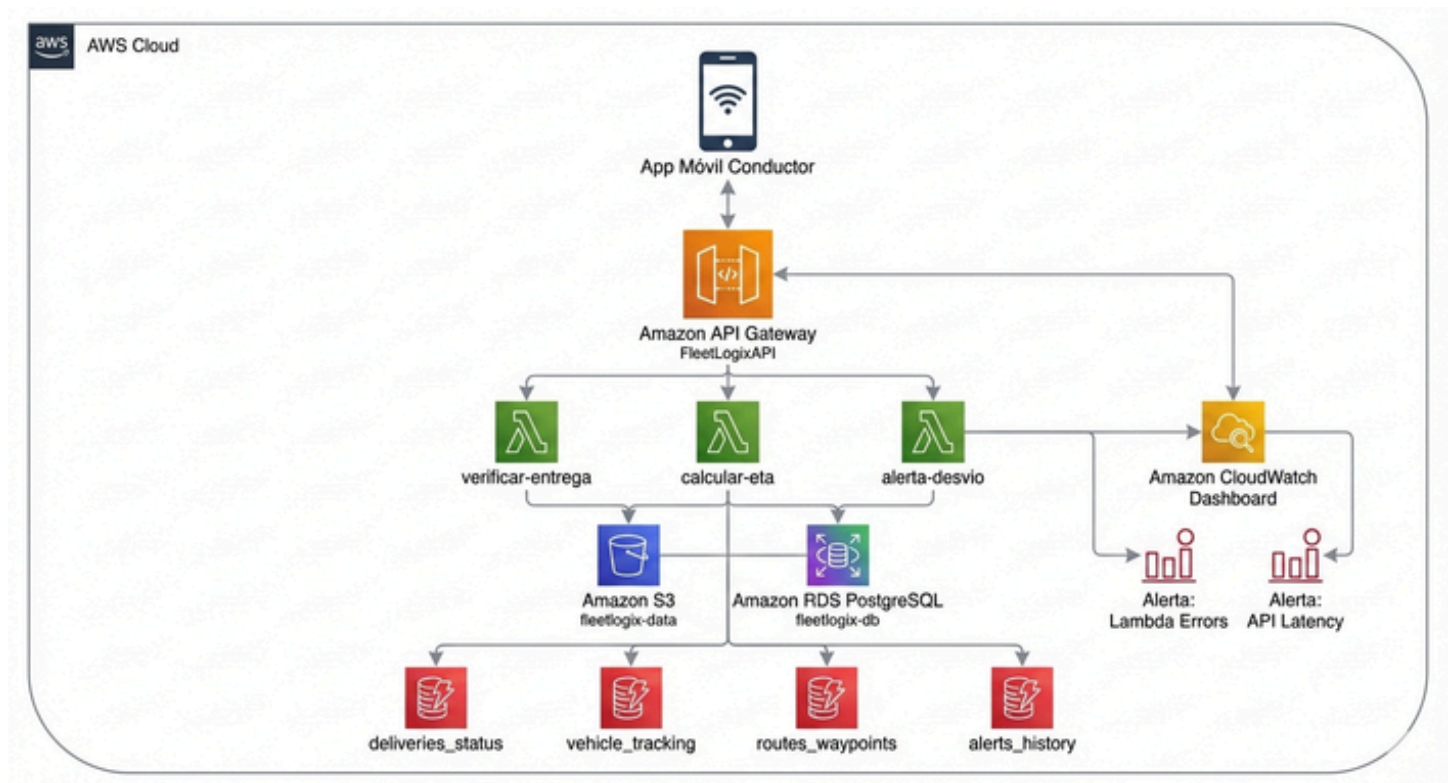 aws
AWS Cloud
App Móvil Conductor
</>
Amazon API Gateway
FleetLogixAPI
verificar-entrega
calcular-eta
alerta-desvio
Amazon CloudWatch
Dashboard
Amazon S3
fleetlogix-data
Amazon RDS PostgreSQL
fleetlogix-db
Alerta:
Lambda Errors
Alerta:
API Latency
deliveries_status
vehicle_tracking
routes_waypoints
alerts_history